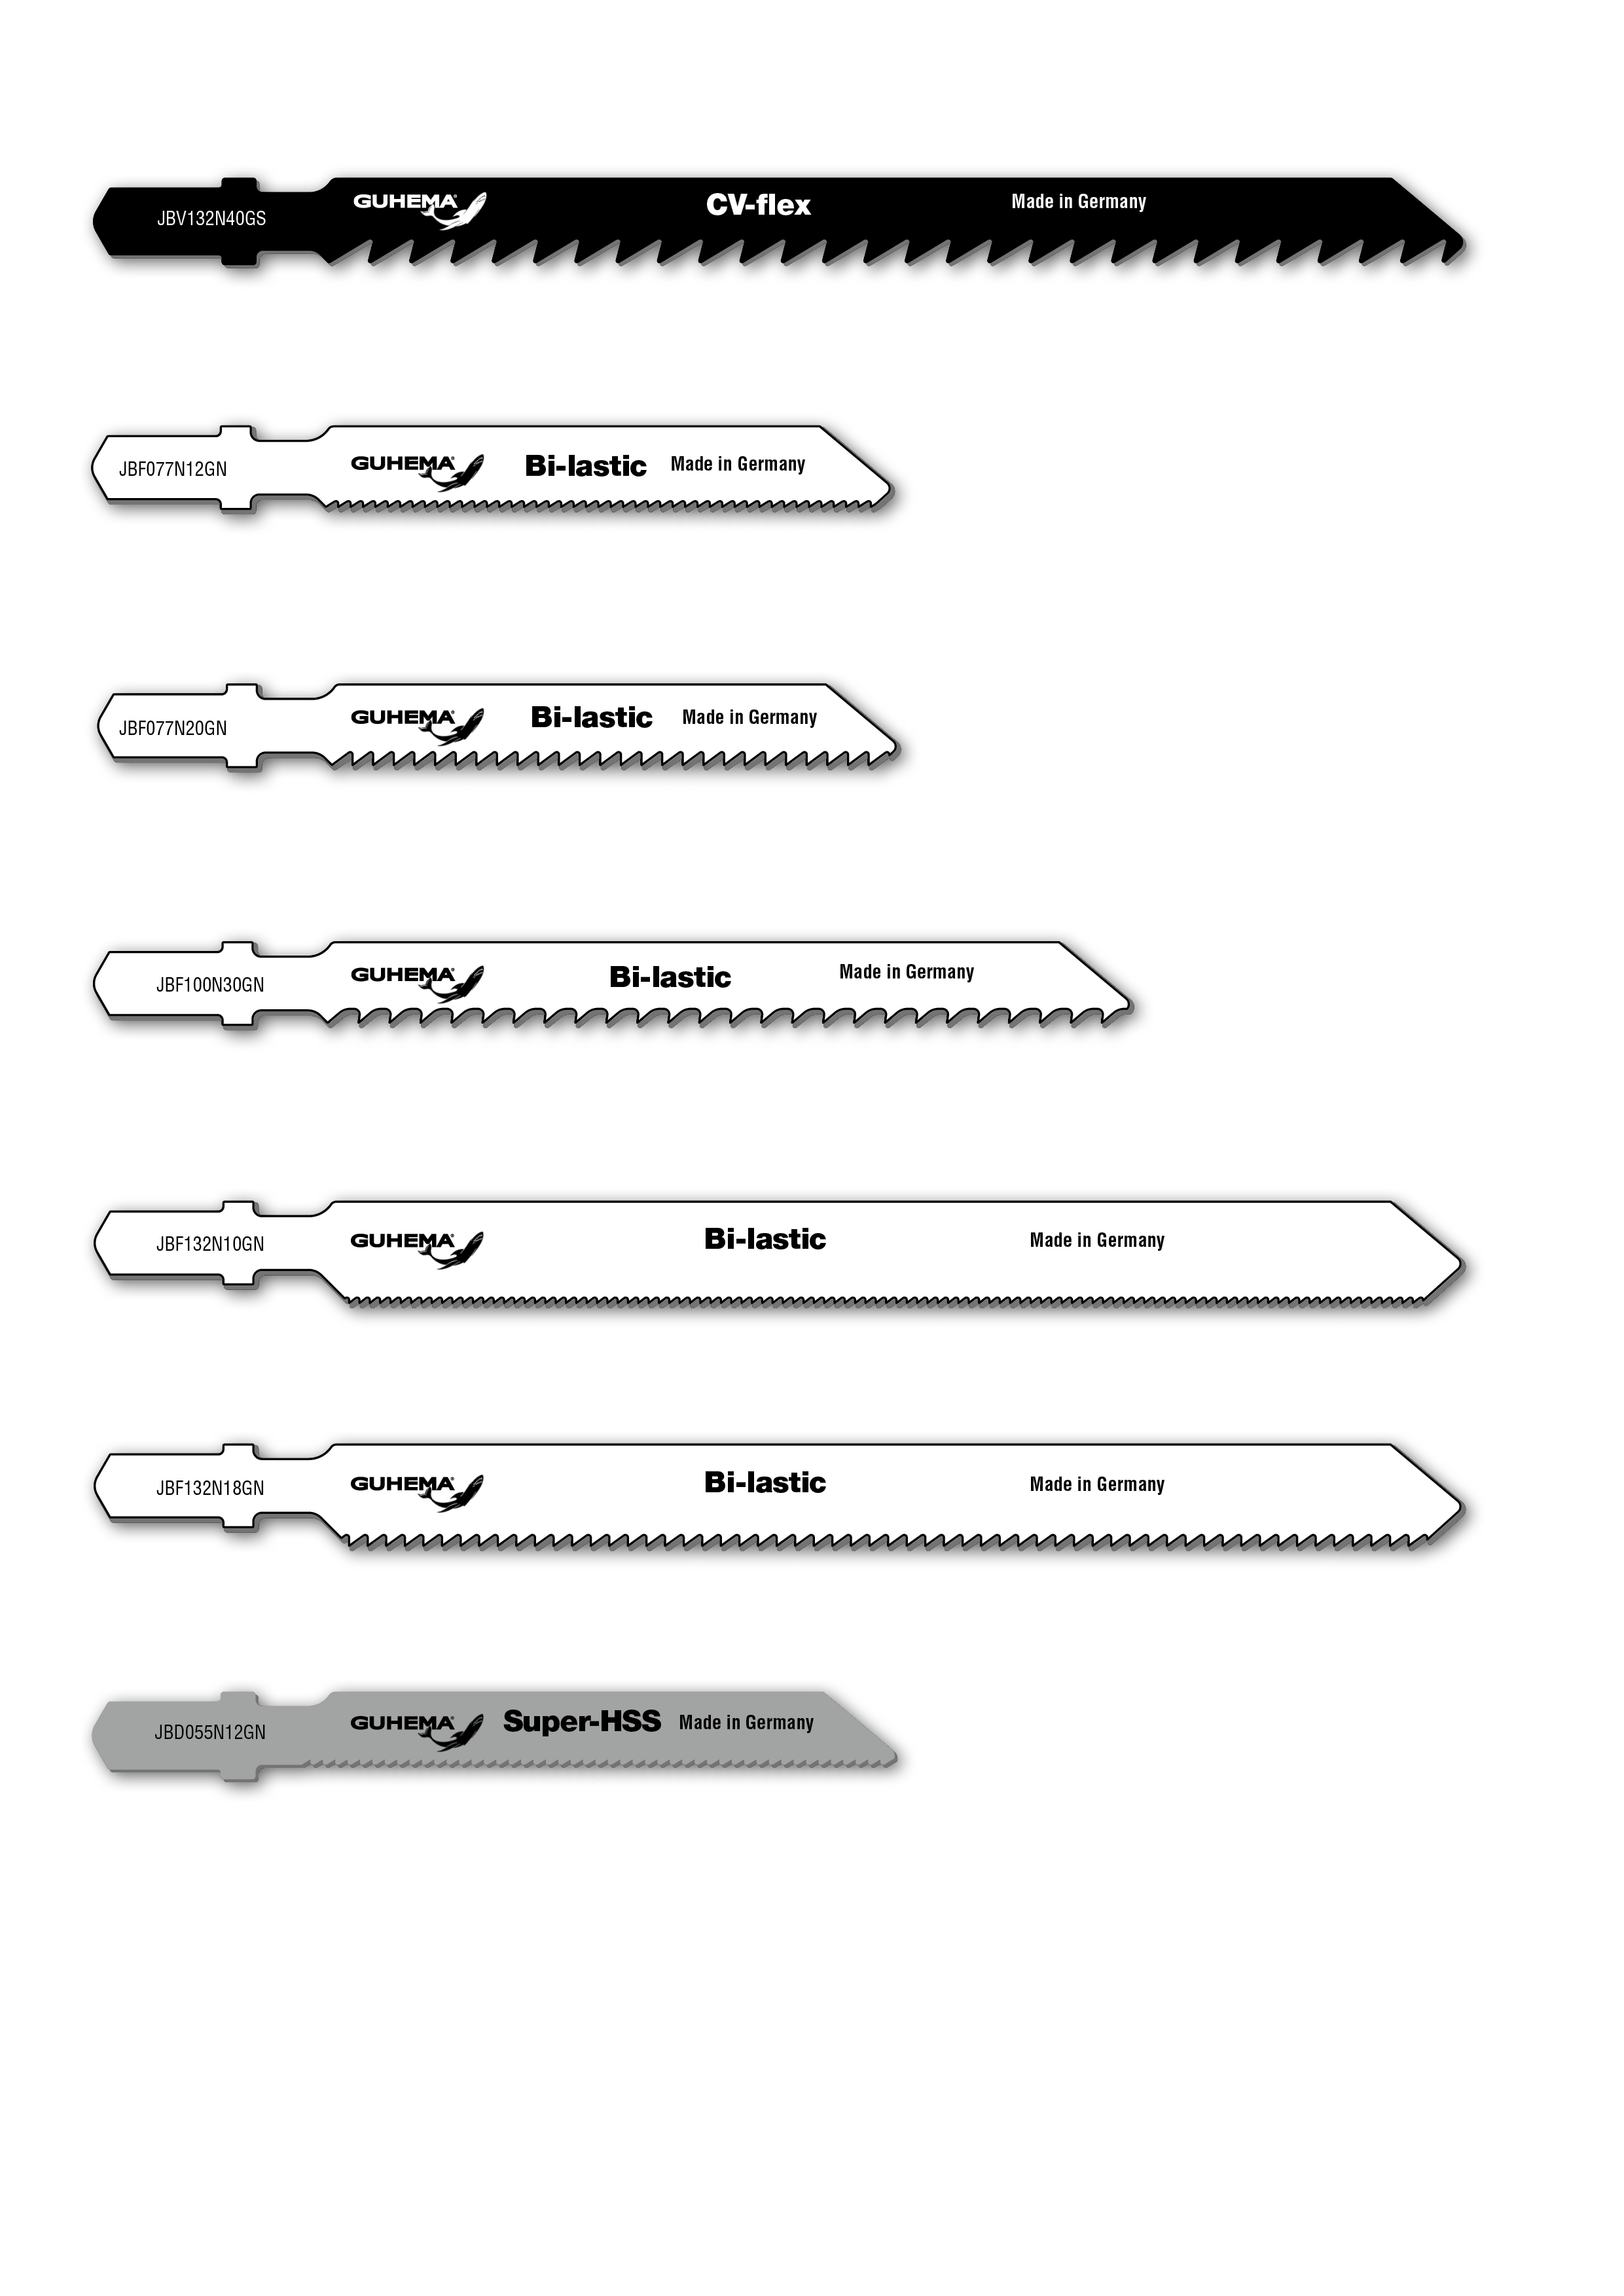 JBV132N40GS GUHEMA® CV-flex Made in Germany
JBF077N12GN GUHEMA® Bi-lastic Made in Germany
JBF077N20GN GUHEMA® Bi-lastic Made in Germany
JBF100N30GN GUHEMA® Bi-lastic Made in Germany
JBF132N10GN GUHEMA® Bi-lastic Made in Germany
JBF132N18GN GUHEMA® Bi-lastic Made in Germany
JBD055N12GN GUHEMA® Super-HSS Made in Germany